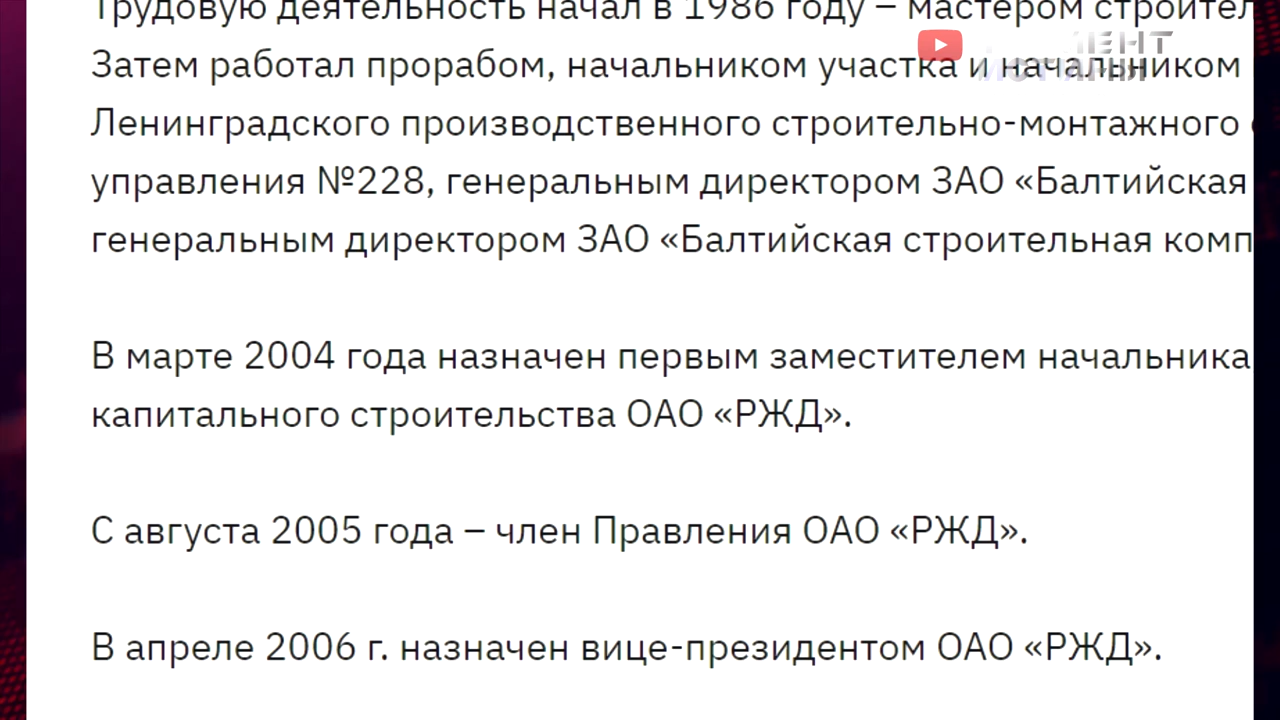 Трудовую деятельность начал в 1986 году – мастером
Затем работал прорабом, начальником участка и начальником
Ленинградского производственного строительно-монтажного
управления №228, генеральным директором ЗАО «Балтийская
генеральным директором ЗАО «Балтийская строительная
В марте 2004 года назначен первым заместителем начальника
капитального строительства ОАО «РЖД».
С августа 2005 года – член Правления ОАО «РЖД».
В апреле 2006 г. назначен вице-президентом ОАО «РЖД».